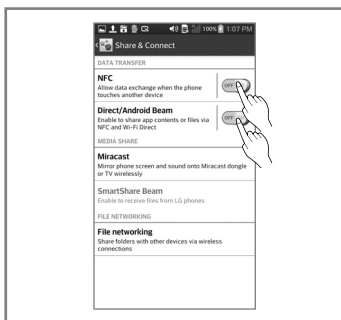 100% 1:07 PM
Share & Connect
DATA TRANSFER
NFC
Allow data exchange when the phone
touches another device
OFF
Direct/Android Beam
Enable to share app contents or files via
NFC and Wi-Fi Direct
OFF
MEDIA SHARE
Miracast
Mirror phone screen and sound onto Miracast dongle
or TV wirelessly
SmartShare Beam
Enable to receive files from LG phones
FILE NETWORKING
File networking
Share folders with other devices via wireless
connections